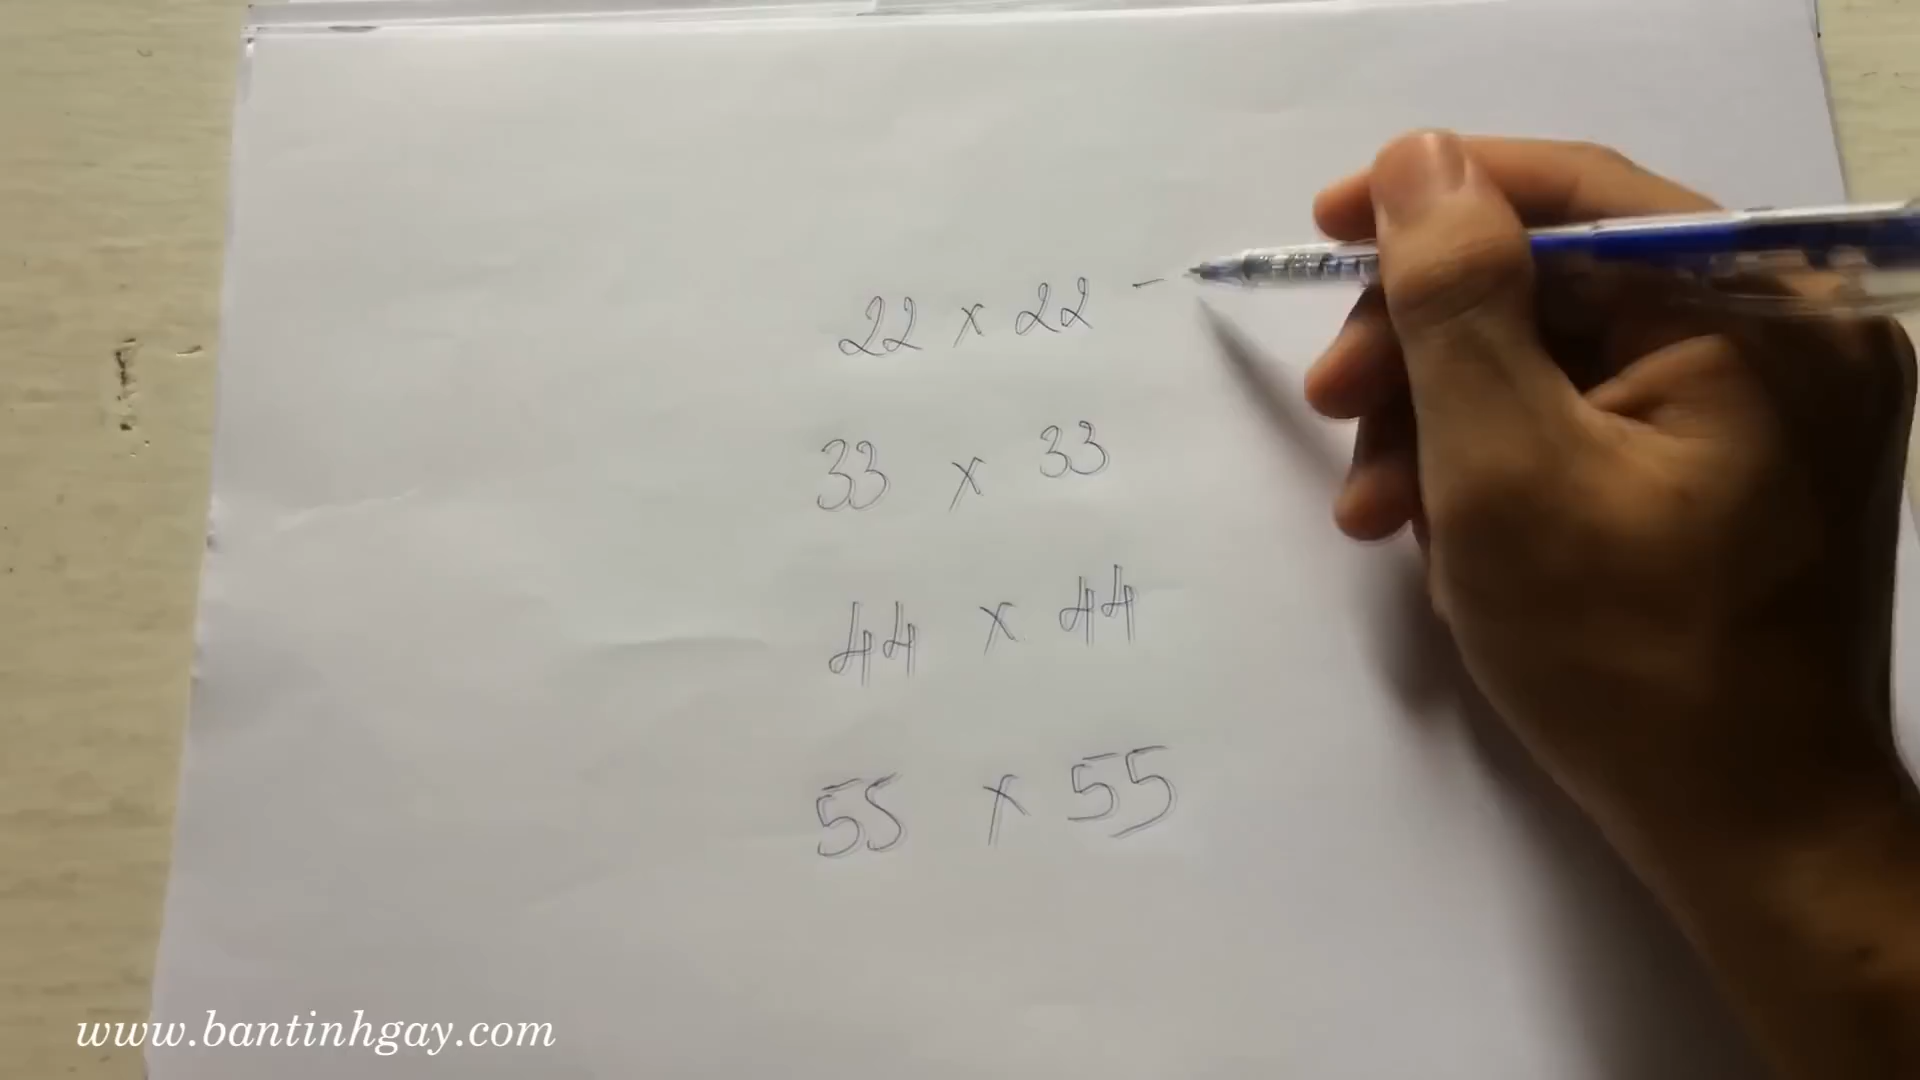 22 x 22 -
33 x 33
44 x 44
55 x 55
www.bantinhgay.com